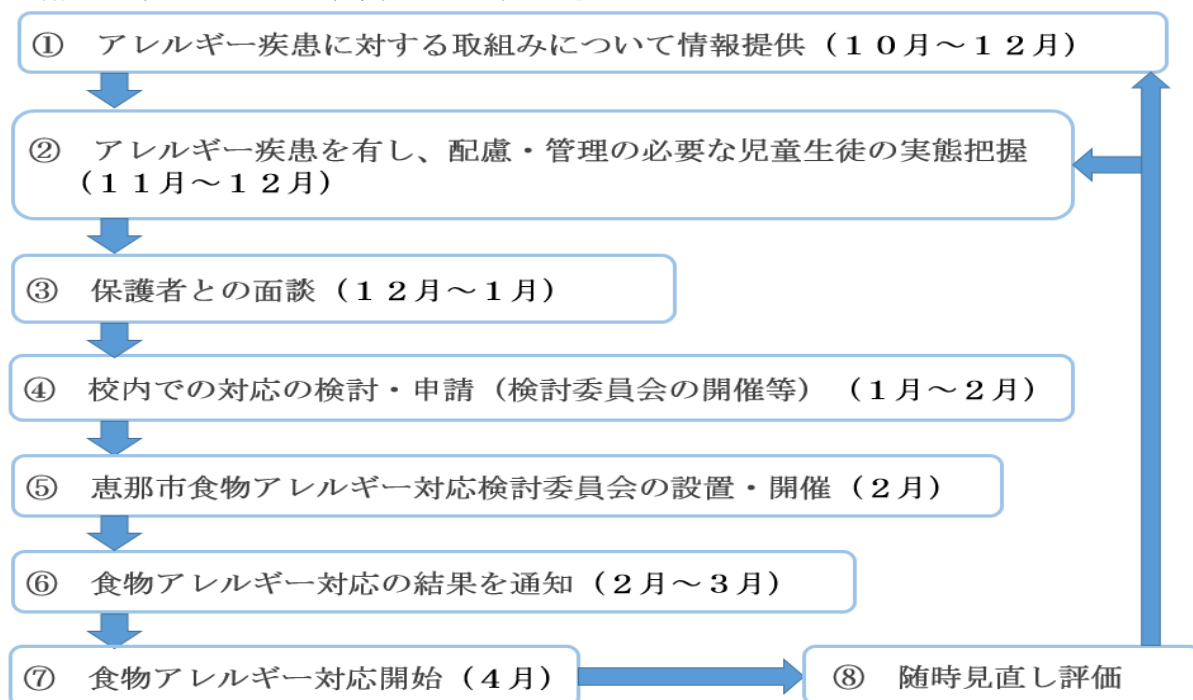 ① アレルギー疾患に対する取組みについて情報提供（１０月～１２月）
② アレルギー疾患を有し、配慮・管理の必要な児童生徒の実態把握
（１１月～１２月）
③ 保護者との面談（１２月～１月）
④ 校内での対応の検討・申請（検討委員会の開催等）（１月～２月）
⑤ 恵那市食物アレルギー対応検討委員会の設置・開催（２月）
⑥ 食物アレルギー対応の結果を通知（２月～３月）
⑦ 食物アレルギー対応開始（４月）
⑧ 随時見直し評価